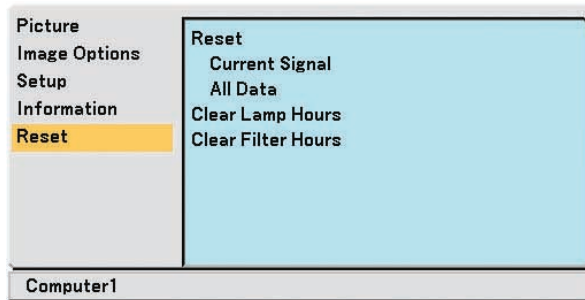 Picture
Image Options
Setup
Information
Reset
Reset
Current Signal
All Data
Clear Lamp Hours
Clear Filter Hours
Computer1